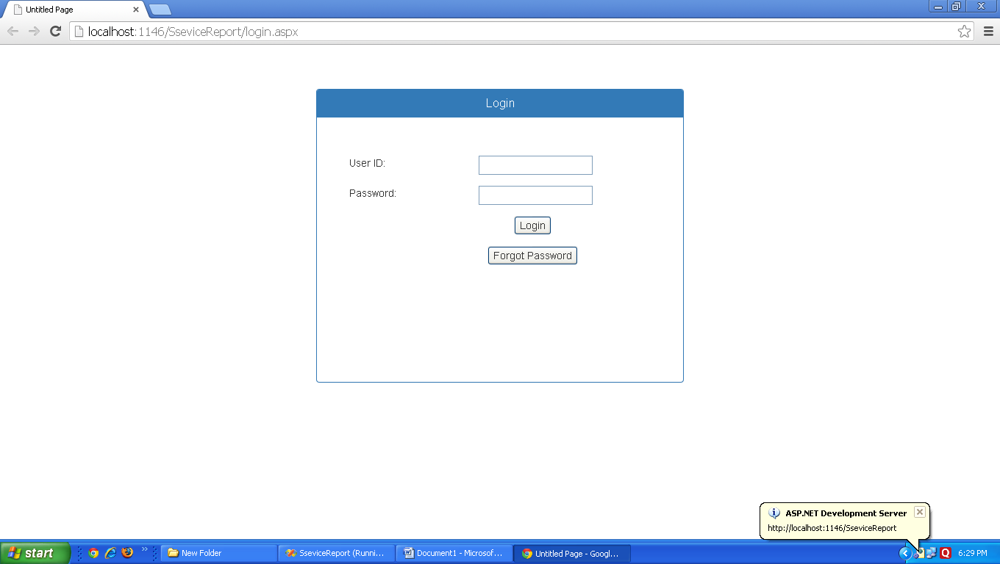 Untitled Page
localhost:1146/SseviceReport/login.aspx
Login
User ID:
Password:
Login
Forgot Password
ASP.NET Development Server
http://localhost:1146/SseviceReport
start
New Folder
SseviceReport (Runni...
Document1 - Microsof...
Untitled Page - Googl...
Q
6:29 PM